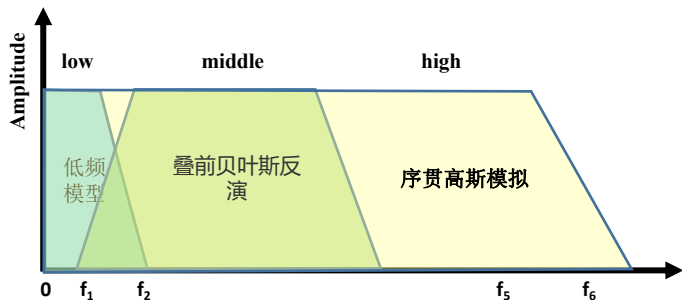 low middle high
Amplitude
低频
模型
叠前贝叶斯反
演
序贯高斯模拟
0 f₁ f₂ f₅ f₆